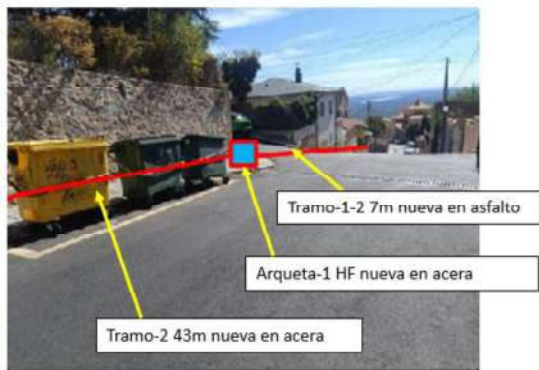 Tramo-1-2 7m nueva en asfalto
Arqueta-1 HF nueva en acera
Tramo-2 43m nueva en acera